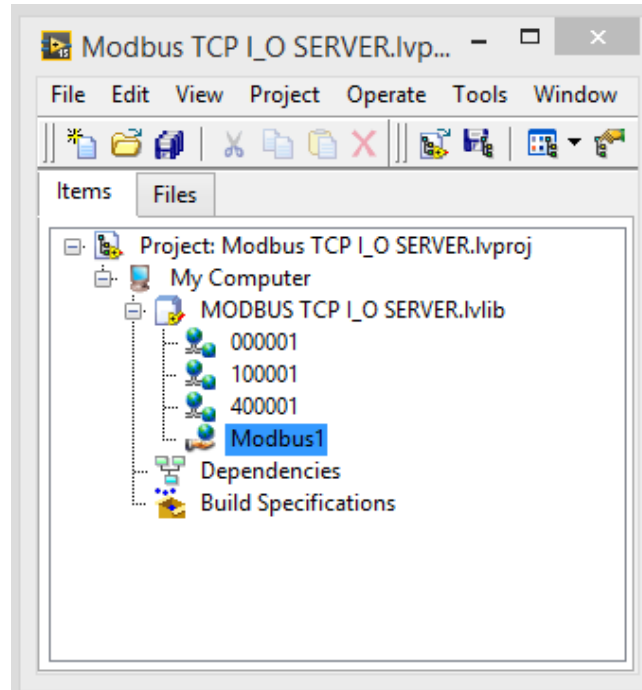 Modbus TCP I_O SERVER.lvp...
File Edit View Project Operate Tools Window
Items Files
Project: Modbus TCP I_O SERVER.lvproj
My Computer
MODBUS TCP I_O SERVER.lvlib
000001
100001
400001
Modbus1
Dependencies
Build Specifications